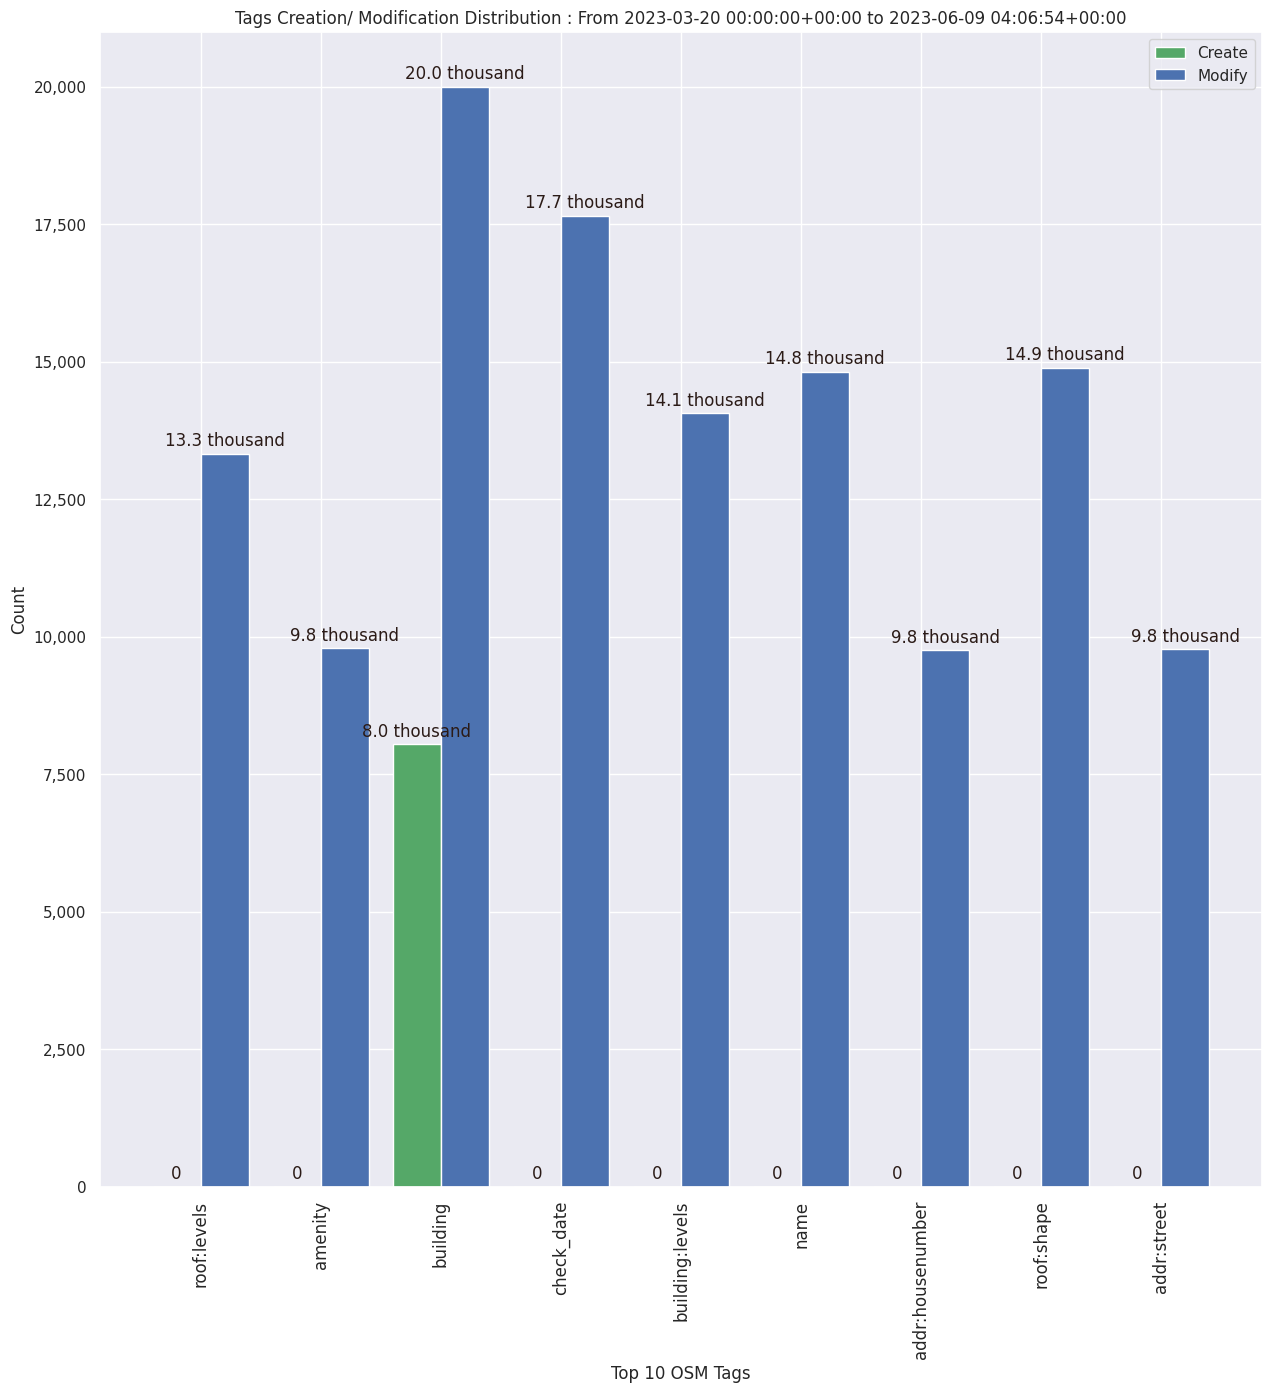 Tags Creation/ Modification Distribution : From 2023-03-20 00:00:00+00:00 to 2023-06-09 04:06:54+00:00
Create
Modify
20.0 thousand
20,000
17.7 thousand
17,500
14.9 thousand
14.8 thousand
15,000
14.1 thousand
13.3 thousand
12,500
Count
9.8 thousand
9.8 thousand
9.8 thousand
10,000
8.0 thousand
7,500
5,000
2,500
0
0
0
0
0
0
0
0
0
roof:levels
amenity
building
check_date
building:levels
name
addr:housenumber
roof:shape
addr:street
Top 10 OSM Tags